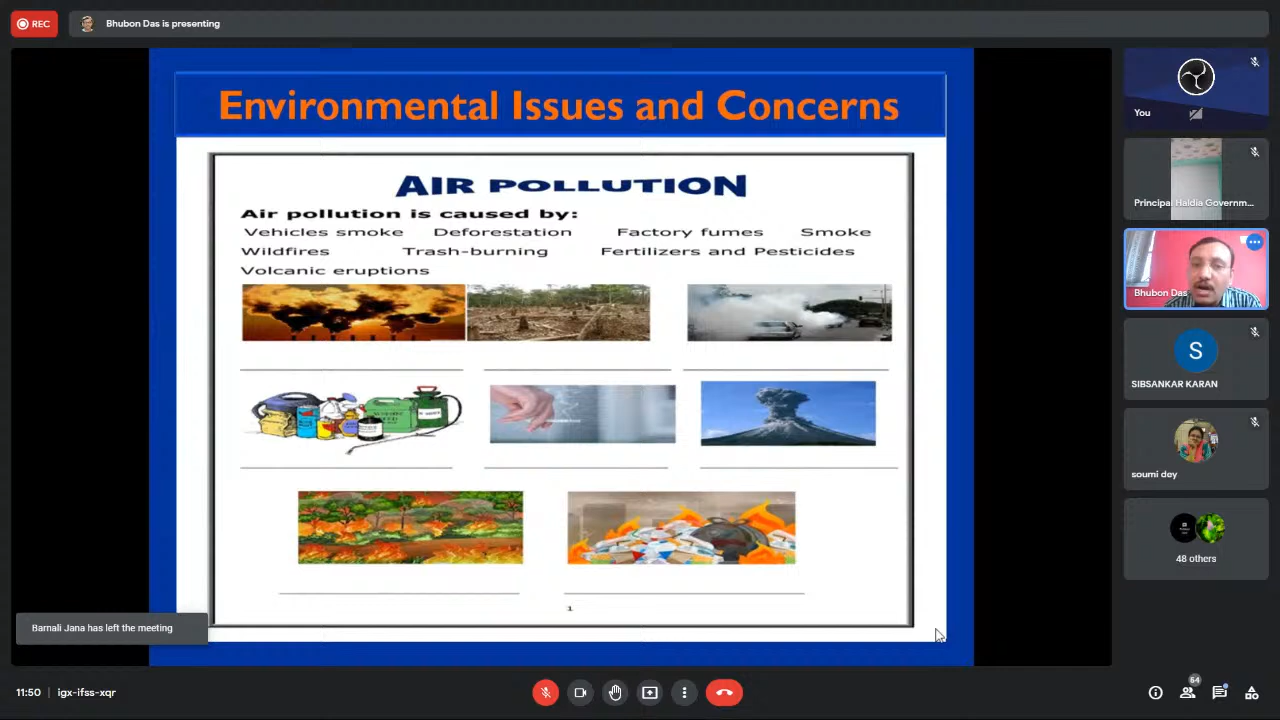 REC
Bhubon Das is presenting
Environmental Issues and Concerns
AIR POLLUTION
Air pollution is caused by:
Vehicles smoke Deforestation Factory fumes Smoke
Wildfires Trash-burning Fertilizers and Pesticides
Volcanic eruptions
1
You
Principal Haldia Governm...
Bhubon Das
S
SIBSANKAR KARAN
soumi dey
48 others
Barnali Jana has left the meeting
11:50 | igx-ifss-xqr
64